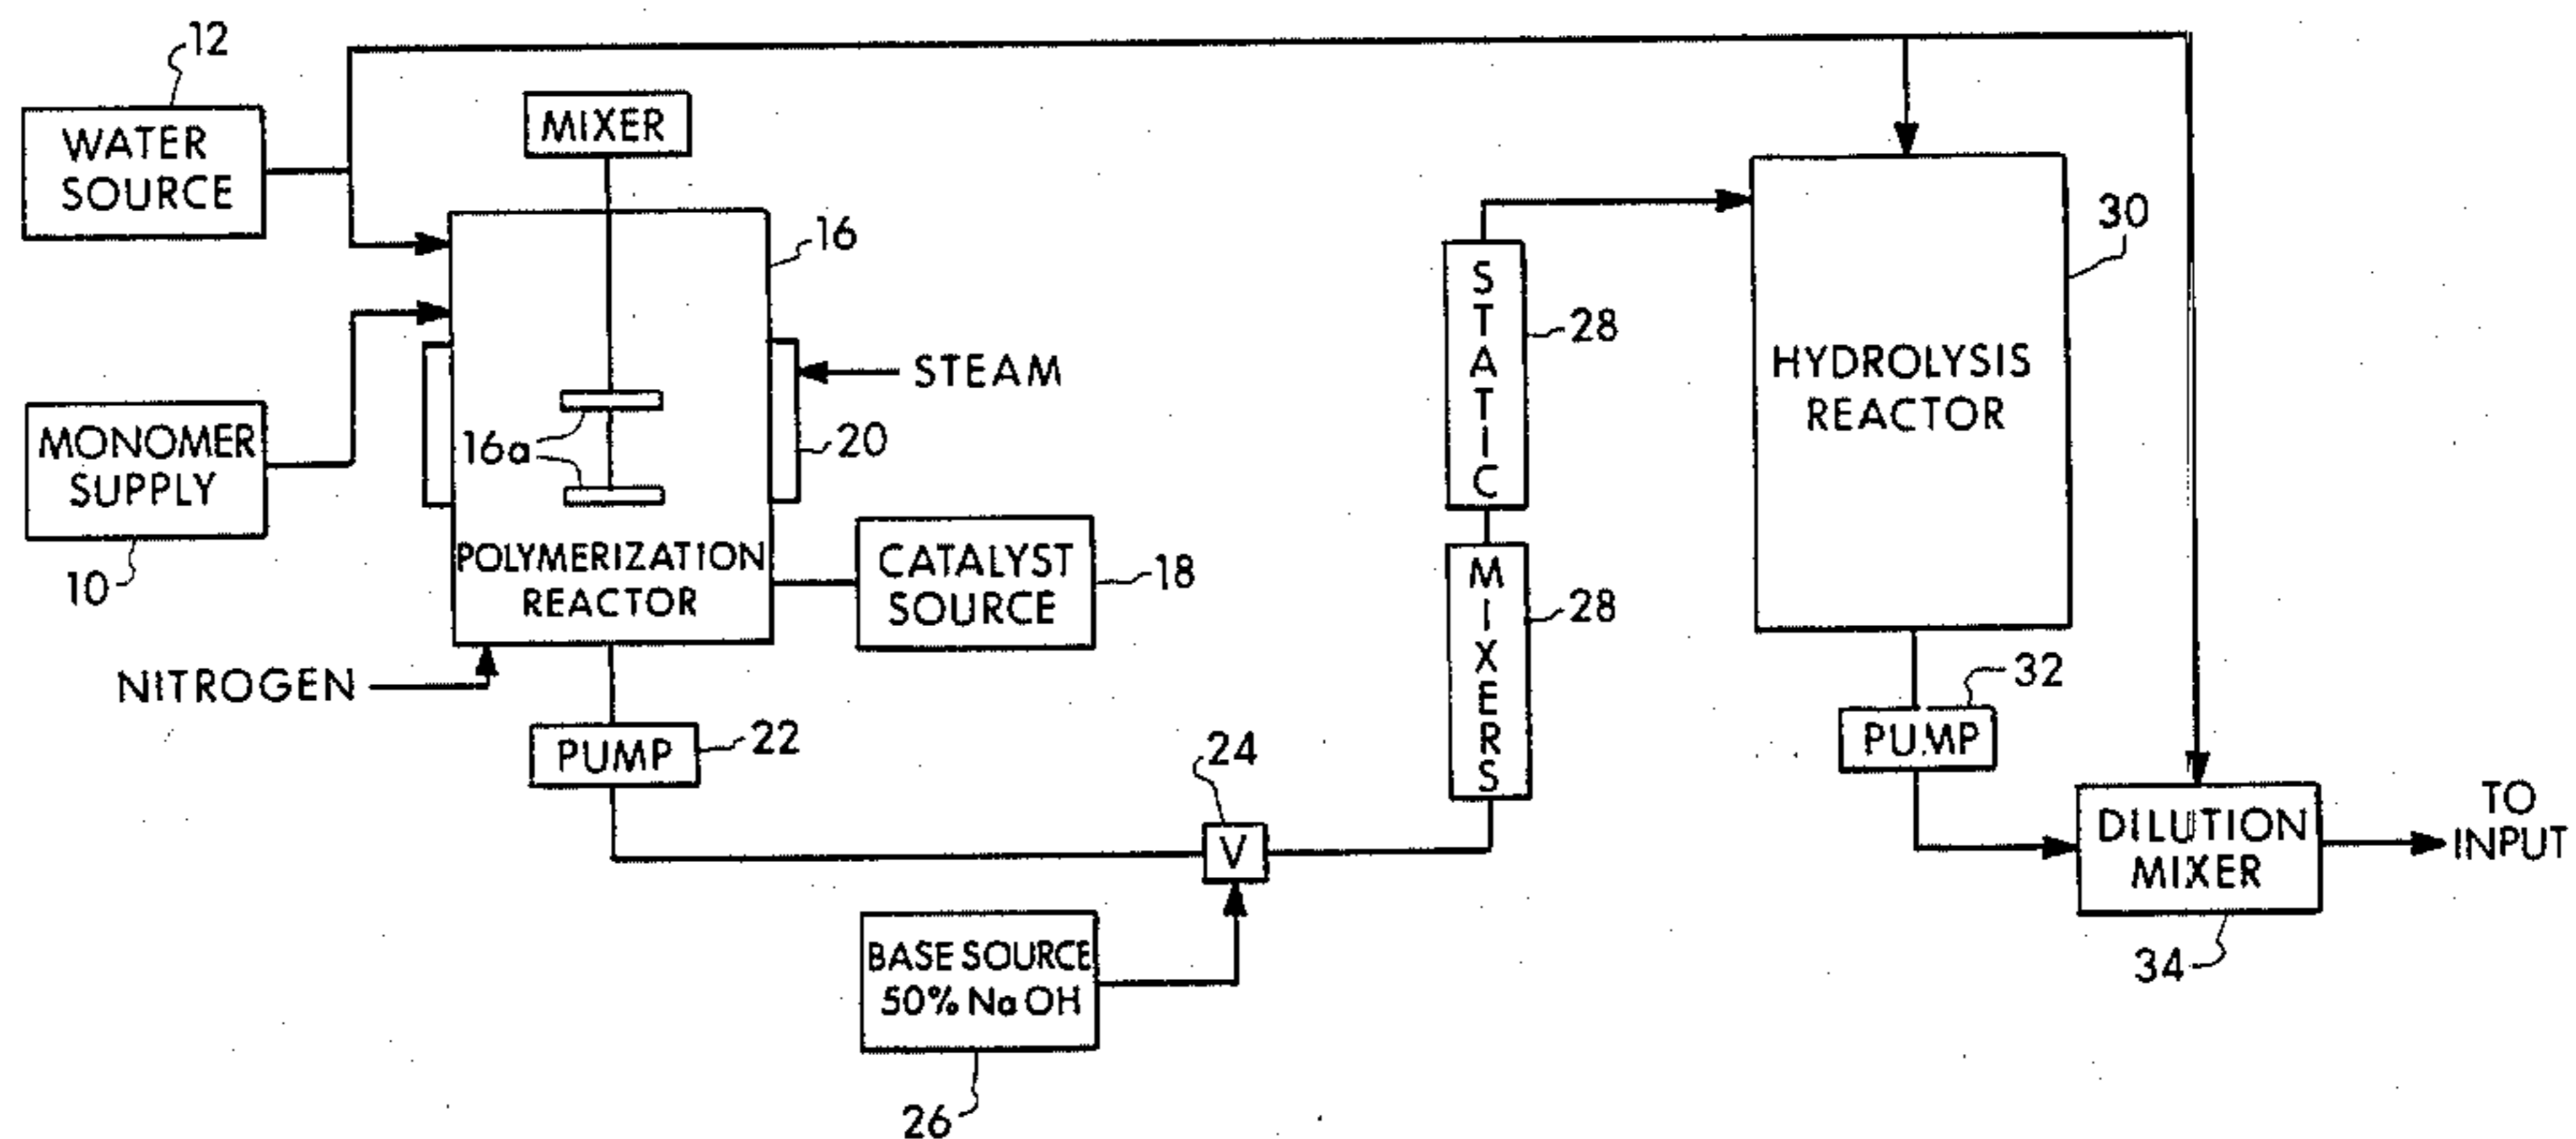 12
WATER
SOURCE
MIXER
16
STEAM
20
16a
MONOMER
SUPPLY
10
POLYMERIZATION
REACTOR
CATALYST
SOURCE
18
NITROGEN
PUMP
22
24
V
BASE SOURCE
50% NaOH
26
STATIC
28
MIXERS
28
30
HYDROLYSIS
REACTOR
32
PUMP
DILUTION
MIXER
34
TO
INPUT